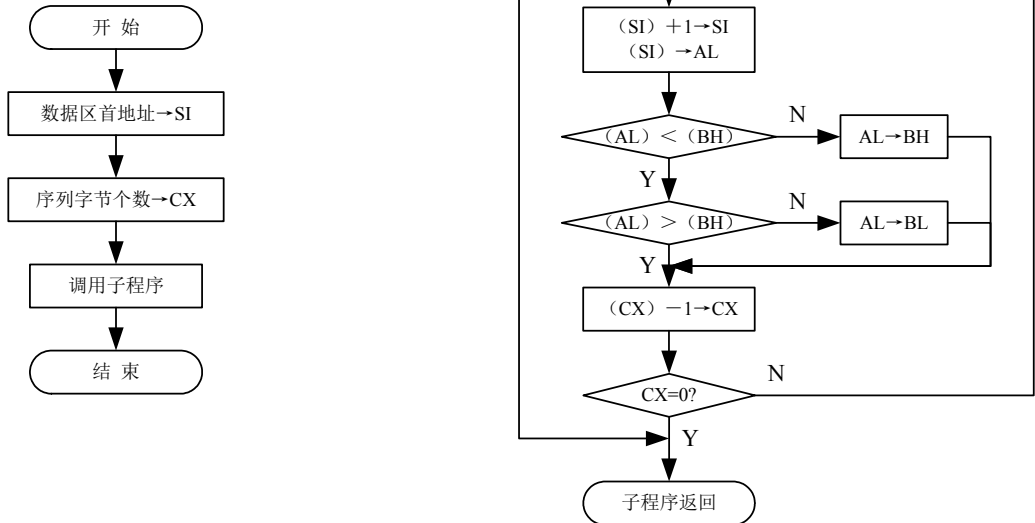 开 始
数据区首地址→SI
序列字节个数→CX
调用子程序
结 束
（SI）＋1→SI
（SI）→AL
（AL）＜（BH）
N
AL→BH
Y
（AL）＞（BH）
N
AL→BL
Y
（CX）－1→CX
CX=0?
N
Y
子程序返回